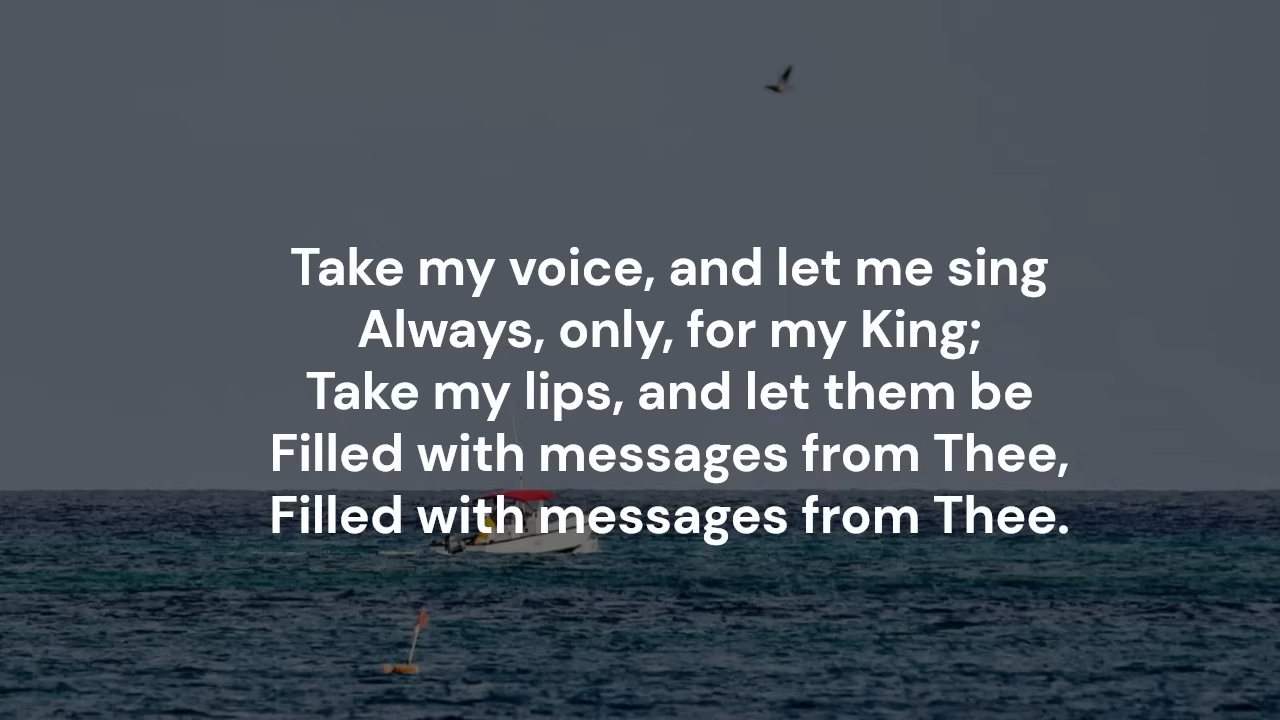 Take my voice, and let me sing
Always, only, for my King;
Take my lips, and let them be
Filled with messages from Thee,
Filled with messages from Thee.